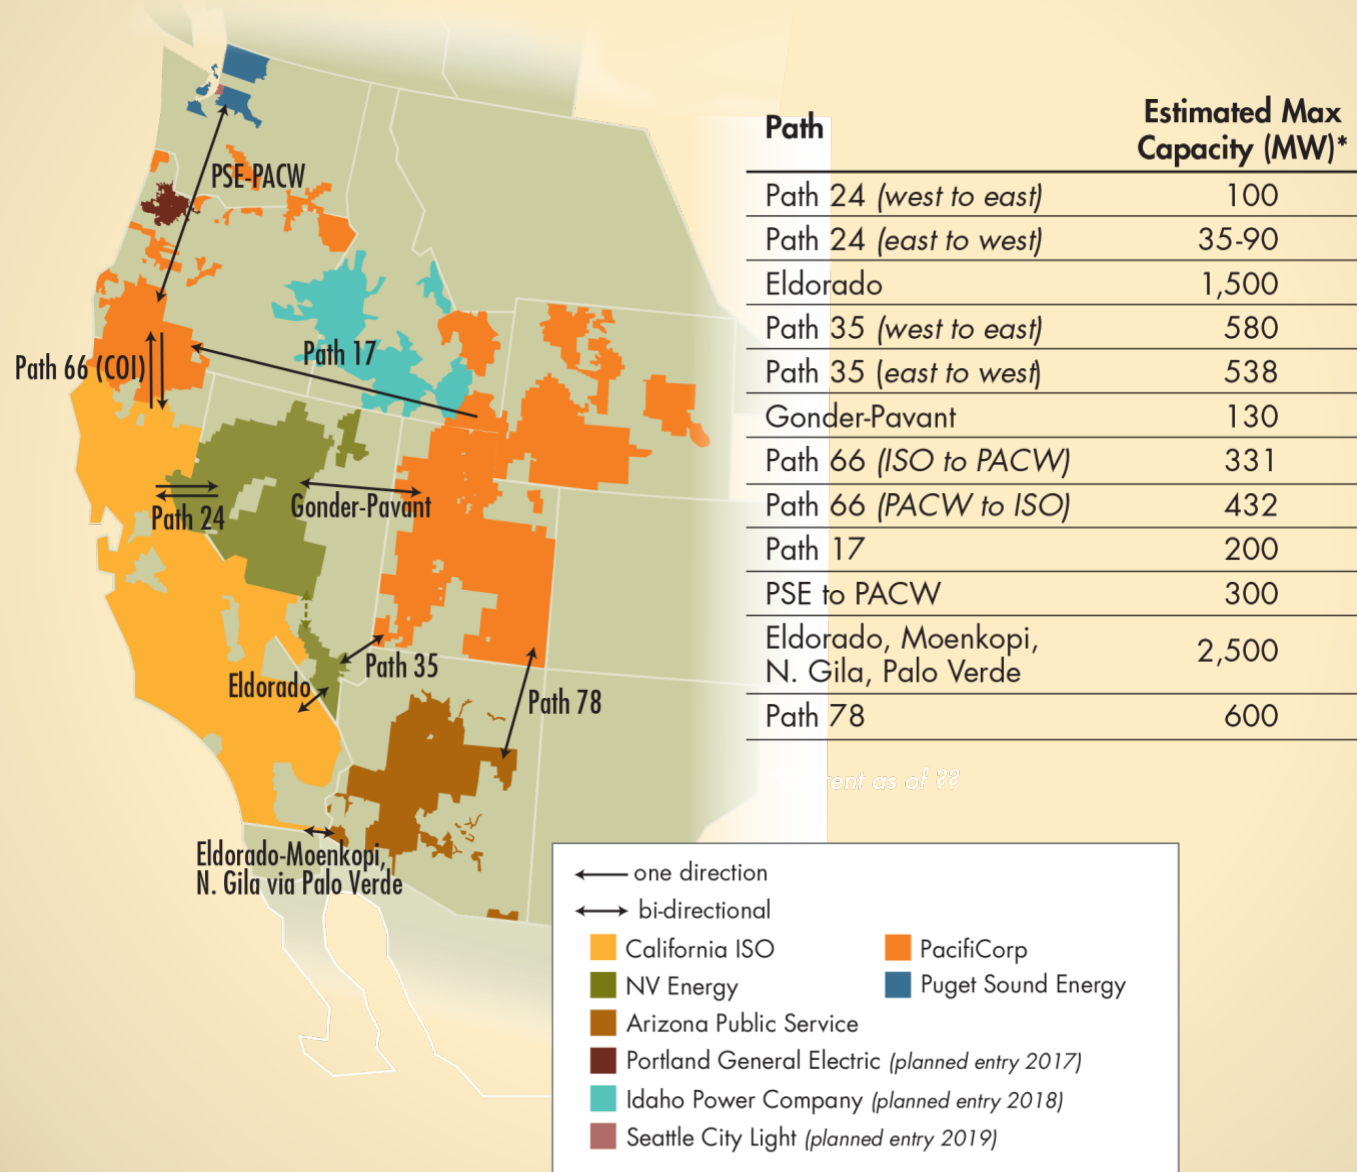 PSE-PACW
Path 17
Path 66 (COI)
Path 24
Gonder-Pavant
Path 35
Eldorado
Path 78
Eldorado-Moenkopi,
N. Gila via Palo Verde
Path
Estimated Max
Capacity (MW)*
Path 24 (west to east) 100
Path 24 (east to west) 35-90
Eldorado 1,500
Path 35 (west to east) 580
Path 35 (east to west) 538
Gonder-Pavant 130
Path 66 (ISO to PACW) 331
Path 66 (PACW to ISO) 432
Path 17 200
PSE to PACW 300
Eldorado, Moenkopi,
N. Gila, Palo Verde 2,500
Path 78 600
as of ??
one direction
bi-directional
California ISO
NV Energy
Arizona Public Service
Portland General Electric (planned entry 2017)
Idaho Power Company (planned entry 2018)
Seattle City Light (planned entry 2019)
PacifiCorp
Puget Sound Energy